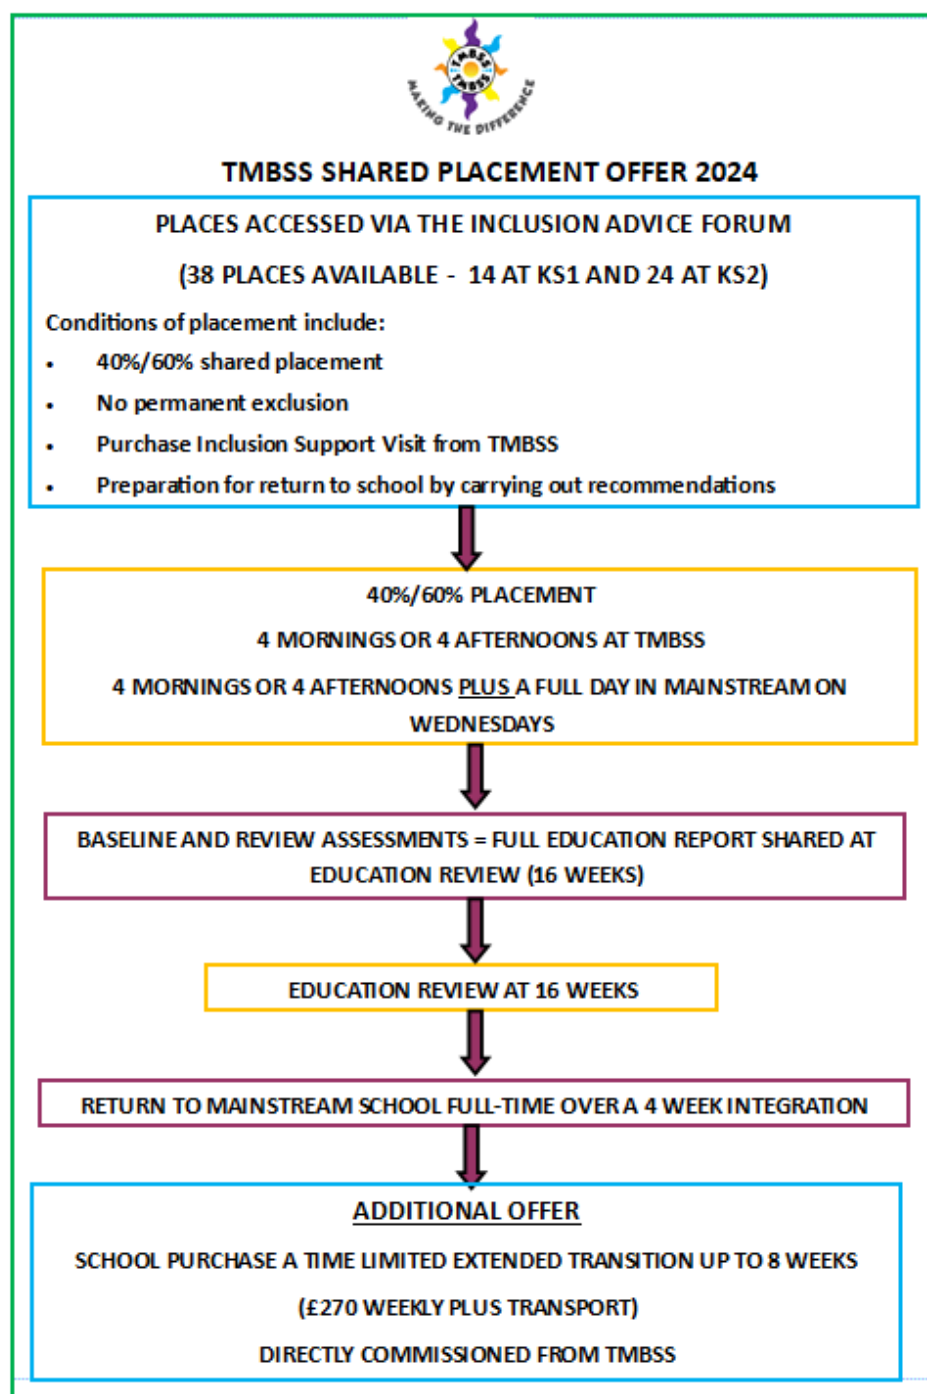 TMBSS
TMBSS
MAKING THE DIFFERENCE
TMBSS SHARED PLACEMENT OFFER 2024
PLACES ACCESSED VIA THE INCLUSION ADVICE FORUM
(38 PLACES AVAILABLE - 14 AT KS1 AND 24 AT KS2)
Conditions of placement include:
• 40%/60% shared placement
• No permanent exclusion
• Purchase Inclusion Support Visit from TMBSS
• Preparation for return to school by carrying out recommendations
40%/60% PLACEMENT
4 MORNINGS OR 4 AFTERNOONS AT TMBSS
4 MORNINGS OR 4 AFTERNOONS PLUS A FULL DAY IN MAINSTREAM ON
WEDNESDAYS
BASELINE AND REVIEW ASSESSMENTS = FULL EDUCATION REPORT SHARED AT
EDUCATION REVIEW (16 WEEKS)
EDUCATION REVIEW AT 16 WEEKS
RETURN TO MAINSTREAM SCHOOL FULL-TIME OVER A 4 WEEK INTEGRATION
ADDITIONAL OFFER
SCHOOL PURCHASE A TIME LIMITED EXTENDED TRANSITION UP TO 8 WEEKS
(£270 WEEKLY PLUS TRANSPORT)
DIRECTLY COMMISSIONED FROM TMBSS